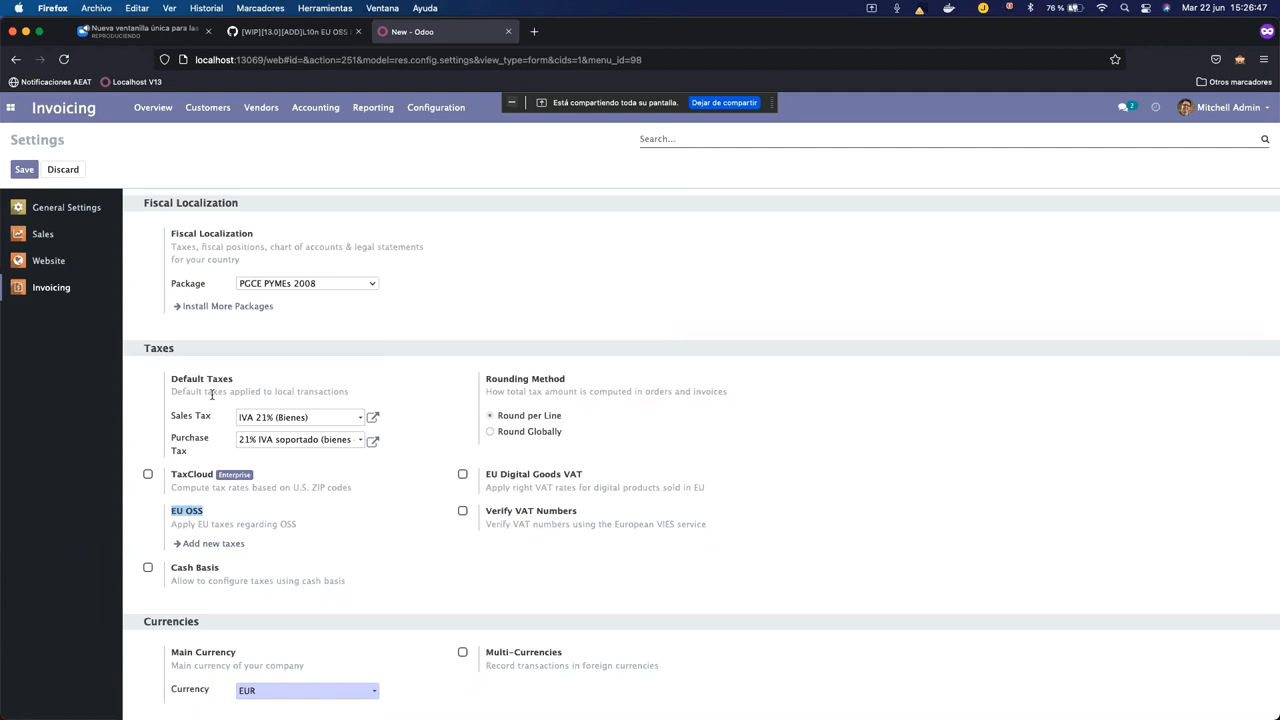 Firefox Archivo Editar Ver Historial Marcadores Herramientas Ventana Ayuda
76 % Mar 22 jun 15:26:47
Nueva ventanilla única para las
REPRODUCIENDO
[WIP][13.0][ADD]L10n EU OSS
New - Odoo
localhost:13069/web#id=&action=251&model=res.config.settings&view_type=form&cids=1&menu_id=98
Notificaciones AEAT
Localhost V13
Otros marcadores
Invoicing
Overview Customers Vendors Accounting Reporting Configuration
Está compartiendo toda su pantalla.
Dejar de compartir
2
Mitchell Admin
Settings
Search...
Save
Discard
General Settings
Sales
Website
Invoicing
Fiscal Localization
Fiscal Localization
Taxes, fiscal positions, chart of accounts & legal statements
for your country
Package PGCE PYMEs 2008
Install More Packages
Taxes
Default Taxes
Default taxes applied to local transactions
Sales Tax IVA 21% (Bienes)
Purchase
Tax
21% IVA soportado (bienes
Rounding Method
How total tax amount is computed in orders and invoices
Round per Line
Round Globally
TaxCloud Enterprise
Compute tax rates based on U.S. ZIP codes
EU Digital Goods VAT
Apply right VAT rates for digital products sold in EU
EU OSS
Apply EU taxes regarding OSS
Add new taxes
Verify VAT Numbers
Verify VAT numbers using the European VIES service
Cash Basis
Allow to configure taxes using cash basis
Currencies
Main Currency
Main currency of your company
Currency EUR
Multi-Currencies
Record transactions in foreign currencies